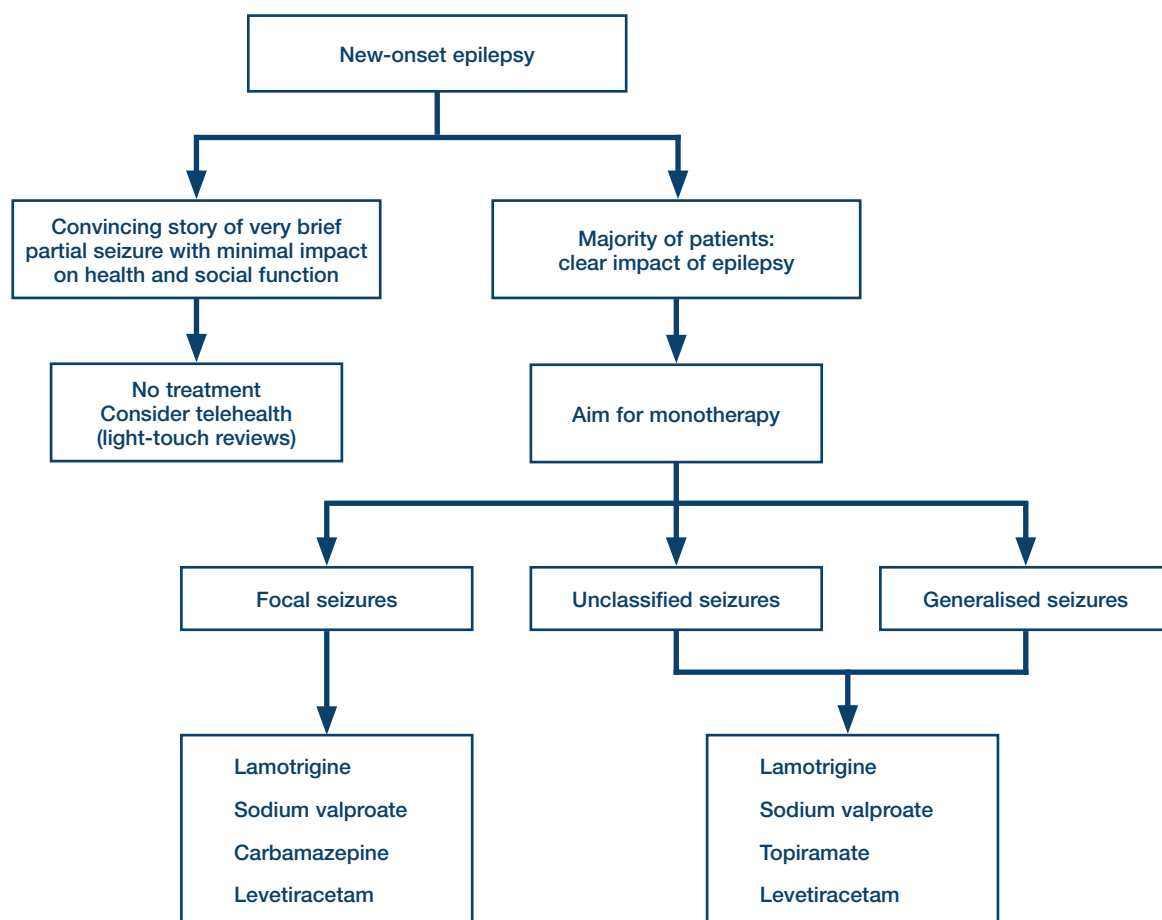 New-onset epilepsy
Convincing story of very brief
partial seizure with minimal impact
on health and social function
Majority of patients:
clear impact of epilepsy
No treatment
Consider telehealth
(light-touch reviews)
Aim for monotherapy
Focal seizures
Unclassified seizures
Generalised seizures
Lamotrigine
Sodium valproate
Carbamazepine
Levetiracetam
Lamotrigine
Sodium valproate
Topiramate
Levetiracetam